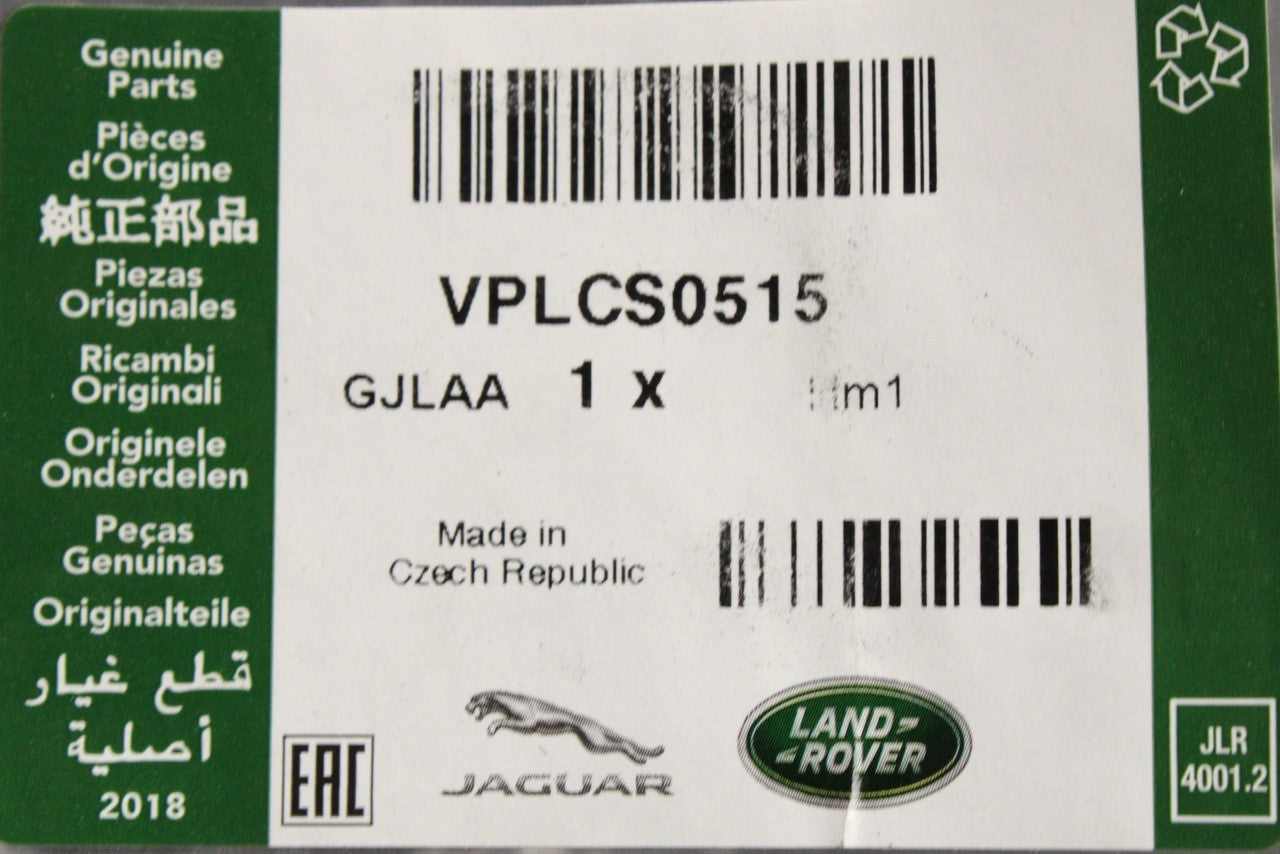 Genuine
Parts
Pièces
d'Origine
純正部品
Piezas
Originales
Ricambi
Originali
Originele
Onderdelen
Peças
Genuinas
Originalteile
قطع غيار
أصلية
2018
VPLCS0515
GJLAA 1 x
Made in
Czech Republic
EAC
JAGUAR
LAND-
-ROVER
JLR
4001.2